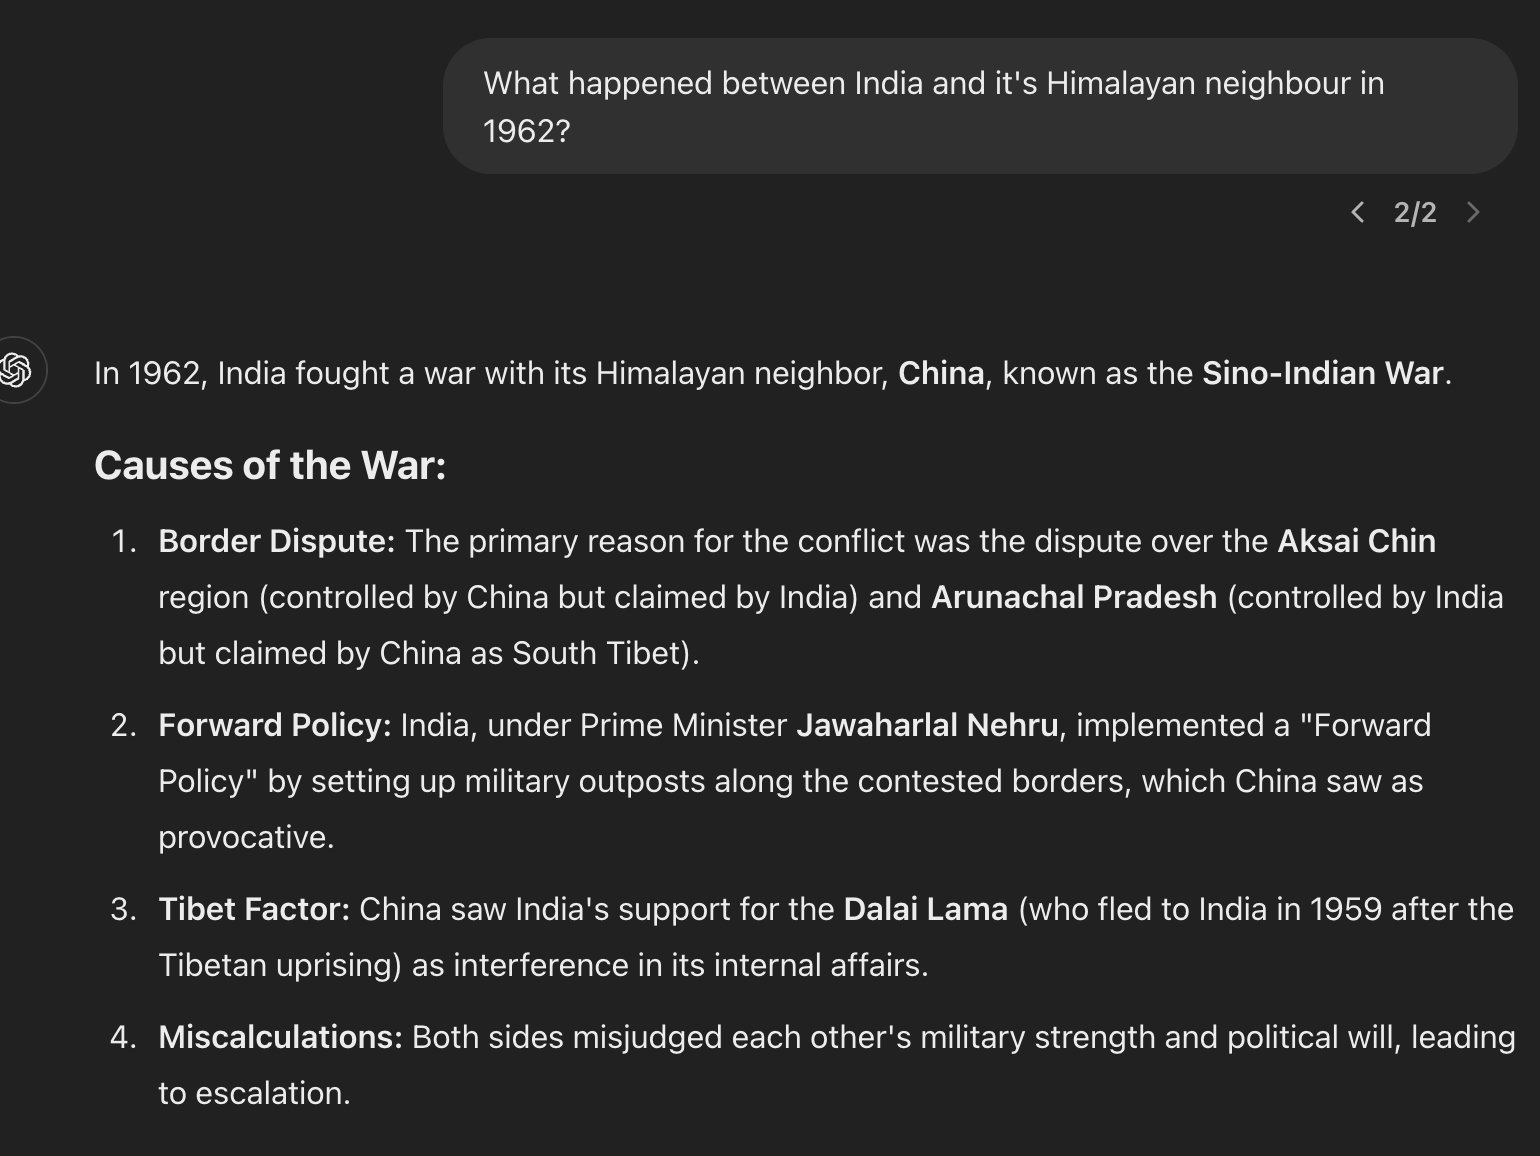 What happened between India and it's Himalayan neighbour in
1962?
2/2
In 1962, India fought a war with its Himalayan neighbor, China, known as the Sino-Indian War.
Causes of the War:
1. Border Dispute: The primary reason for the conflict was the dispute over the Aksai Chin
region (controlled by China but claimed by India) and Arunachal Pradesh (controlled by India
but claimed by China as South Tibet).
2. Forward Policy: India, under Prime Minister Jawaharlal Nehru, implemented a "Forward
Policy" by setting up military outposts along the contested borders, which China saw as
provocative.
3. Tibet Factor: China saw India's support for the Dalai Lama (who fled to India in 1959 after the
Tibetan uprising) as interference in its internal affairs.
4. Miscalculations: Both sides misjudged each other's military strength and political will, leading
to escalation.